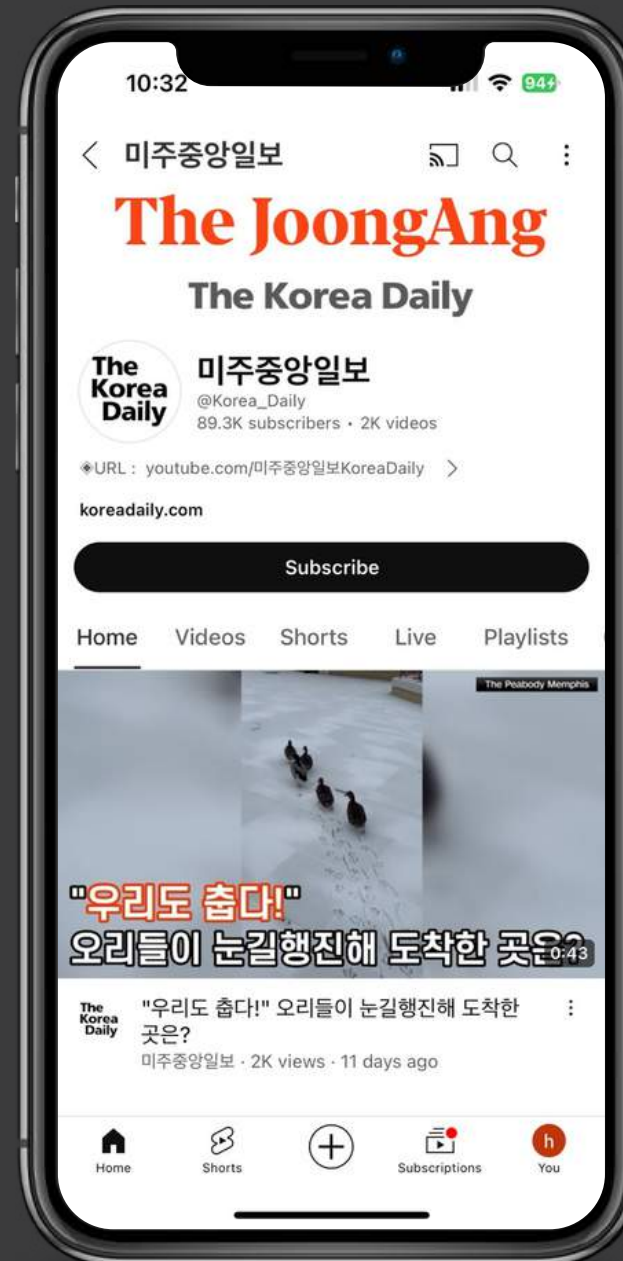 10:32
94
미주중앙일보
The JoongAng
The Korea Daily
The
Korea
Daily
미주중앙일보
@Korea_Daily
89.3K subscribers • 2K videos
◈URL : youtube.com/미주중앙일보KoreaDaily >
koreadaily.com
Subscribe
Home Videos Shorts Live Playlists
The Peabody Memphis
"우리도 춥다!"
오리들이 눈길행진해 도착한 곳은?
0:43
The
Korea
Daily
"우리도 춥다!" 오리들이 눈길행진해 도착한
곳은?
미주중앙일보 · 2K views · 11 days ago
Home Shorts Subscriptions You
h